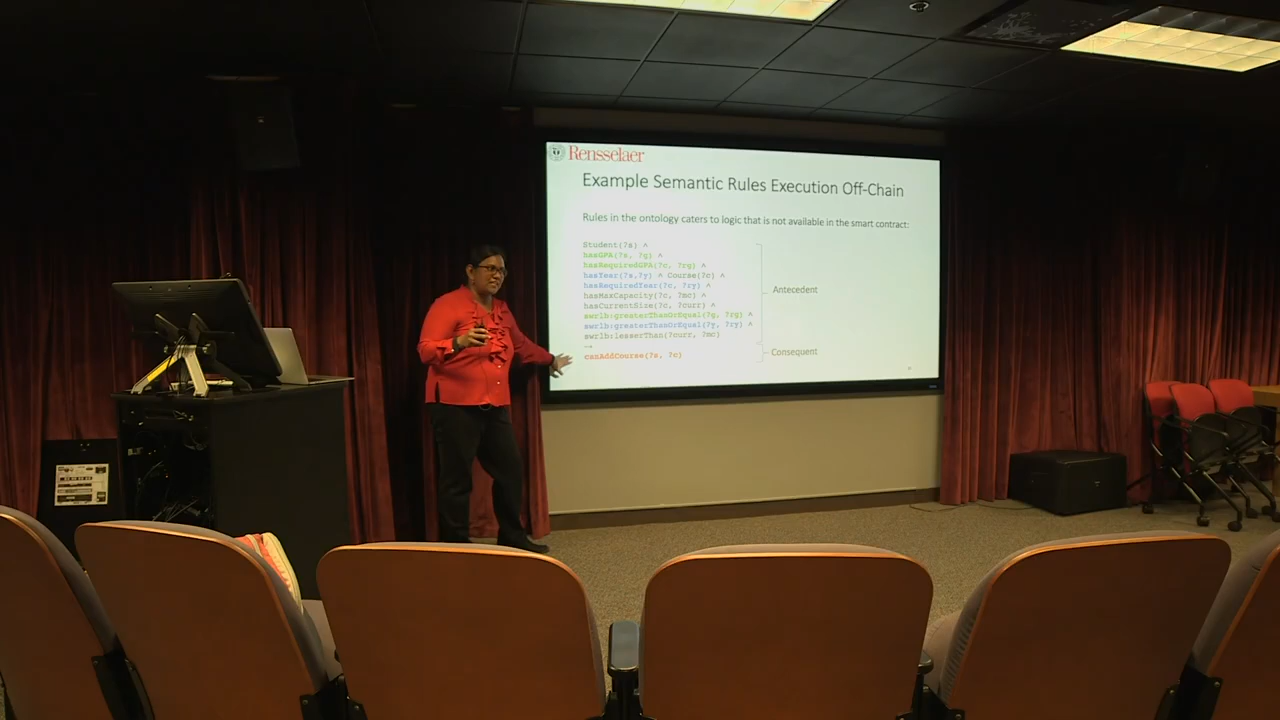 Rensselaer
Example Semantic Rules Execution Off-Chain
Rules in the ontology caters to logic that is not available in the smart contract:
Student(?s) ^
hasGPA(?s, ?g) ^
hasRequiredGPA(?c, ?rg) ^
hasYear(?s,?y) ^ Course(?c) ^
hasRequiredYear(?c, ?ry) ^
hasMaxCapacity(?c, ?mc) ^
hasCurrentSize(?c, ?curr) ^
swrlb:greaterThanOrEqual(?g, ?rg) ^
swrlb:greaterThanOrEqual(?y, ?ry) ^
swrlb:lesserThan(?curr, ?mc)
→
canAddCourse(?s, ?c)
Antecedent
Consequent